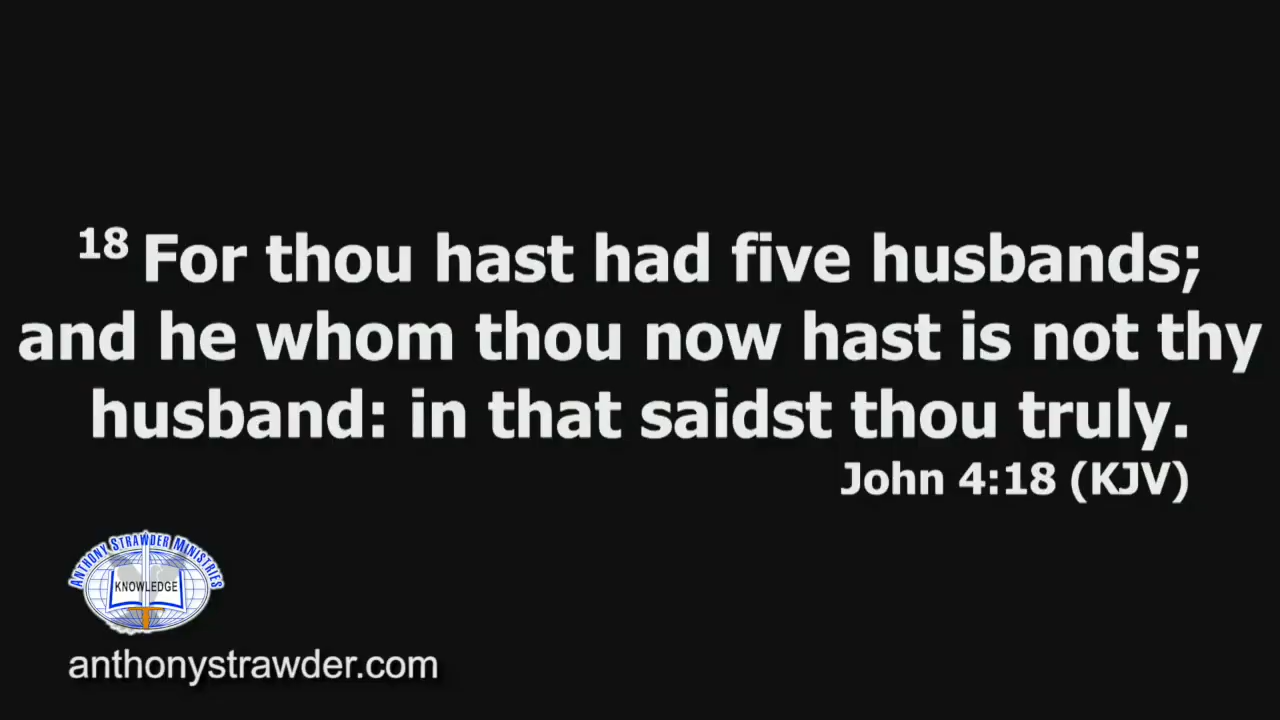 18 For thou hast had five husbands;
and he whom thou now hast is not thy
husband: in that saidst thou truly.
John 4:18 (KJV)
ANTHONY STRAWDER MINISTRIES
KNOWLEDGE
anthonystrawder.com